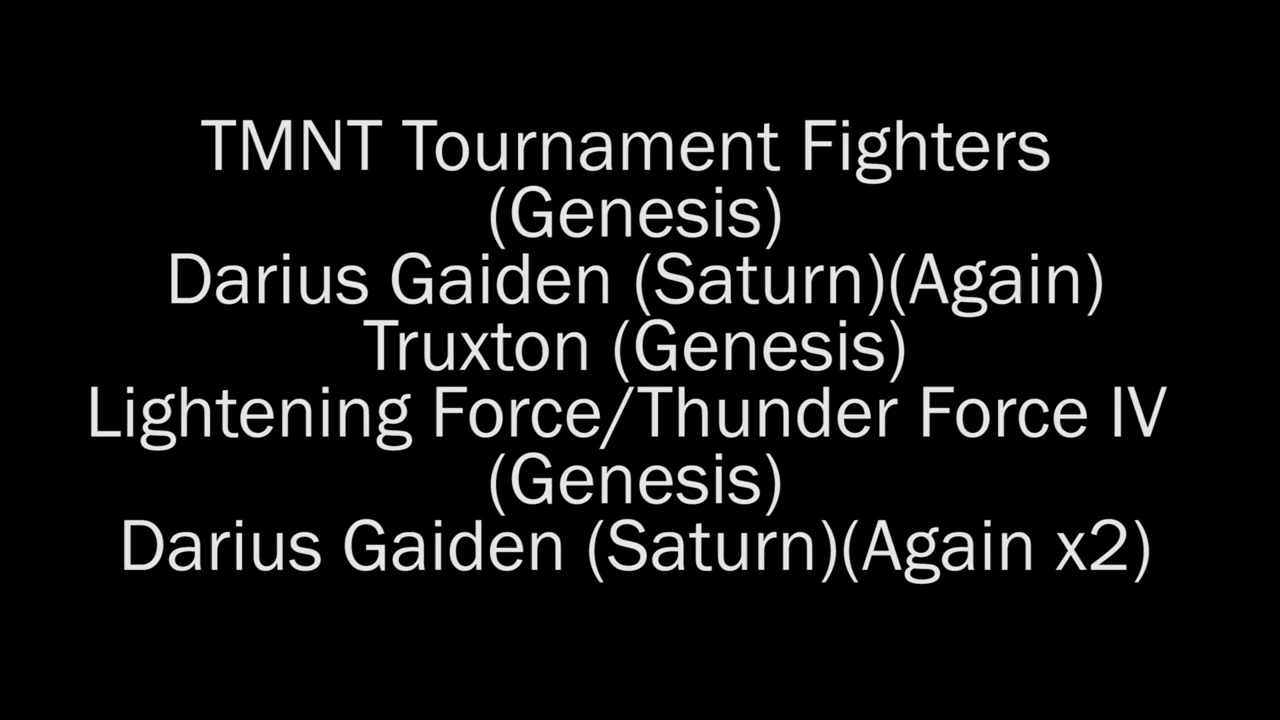 TMNT Tournament Fighters
(Genesis)
Darius Gaiden (Saturn)(Again)
Truxton (Genesis)
Lightening Force/Thunder Force IV
(Genesis)
Darius Gaiden (Saturn)(Again x2)